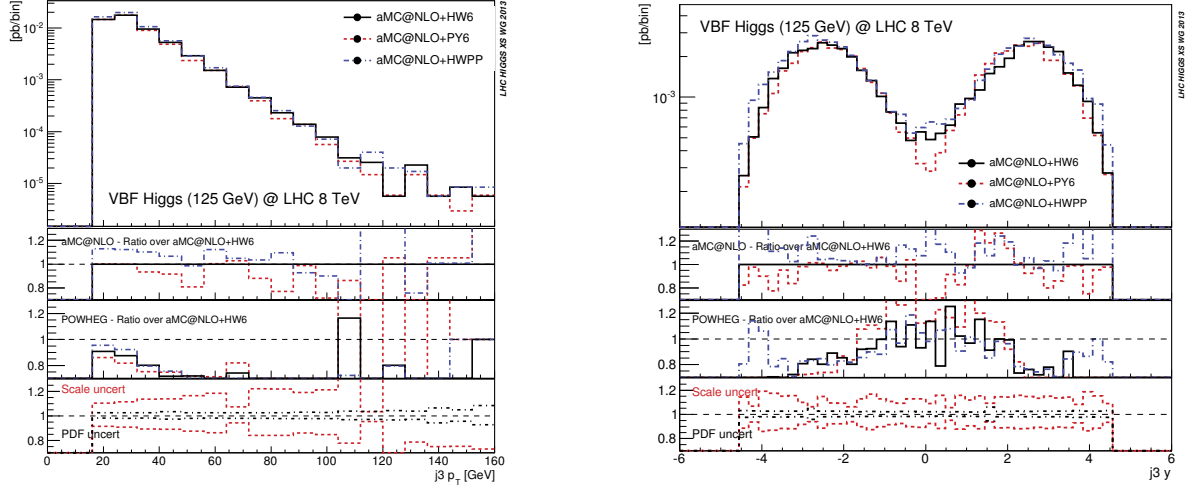 [pb/bin]
10⁻²
10⁻³
10⁻⁴
10⁻⁵
aMC@NLO+HW6
aMC@NLO+PY6
aMC@NLO+HWPP
LHC HIGGS XS WG 2013
VBF Higgs (125 GeV) @ LHC 8 TeV
aMC@NLO - Ratio over aMC@NLO+HW6
1.2
1
0.8
POWHEG - Ratio over aMC@NLO+HW6
1.2
1
0.8
Scale uncert
1.2
1
0.8
PDF uncert
0 20 40 60 80 100 120 140 160
j3 p_T [GeV]
[pb/bin]
VBF Higgs (125 GeV) @ LHC 8 TeV
LHC HIGGS XS WG 2013
10⁻³
aMC@NLO+HW6
aMC@NLO+PY6
aMC@NLO+HWPP
aMC@NLO - Ratio over aMC@NLO+HW6
1.2
1
0.8
POWHEG - Ratio over aMC@NLO+HW6
1.2
1
0.8
Scale uncert
1.2
1
0.8
PDF uncert
-6 -4 -2 0 2 4 6
j3 y